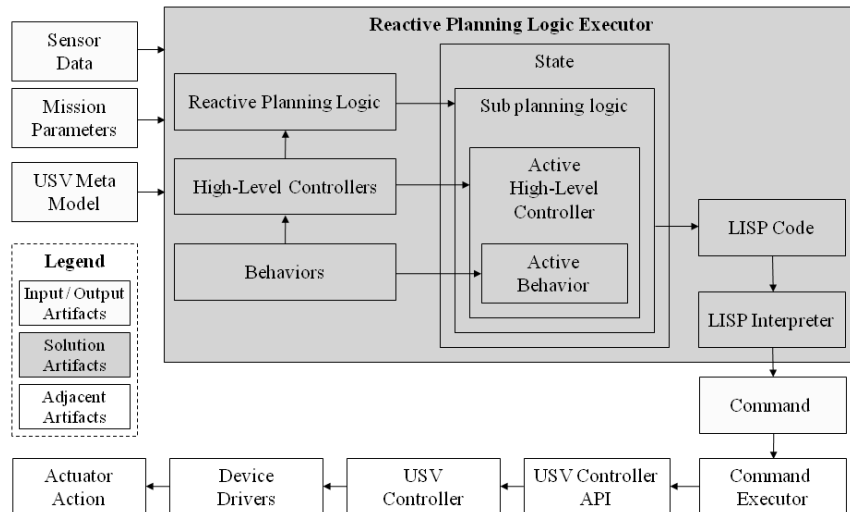 Reactive Planning Logic Executor
Sensor
Data
Mission
Parameters
USV Meta
Model
Reactive Planning Logic
High-Level Controllers
Behaviors
State
Sub planning logic
Active
High-Level
Controller
Active
Behavior
LISP Code
LISP Interpreter
Legend
Input / Output
Artifacts
Solution
Artifacts
Adjacent
Artifacts
Command
Actuator
Action
Device
Drivers
USV
Controller
USV Controller
API
Command
Executor